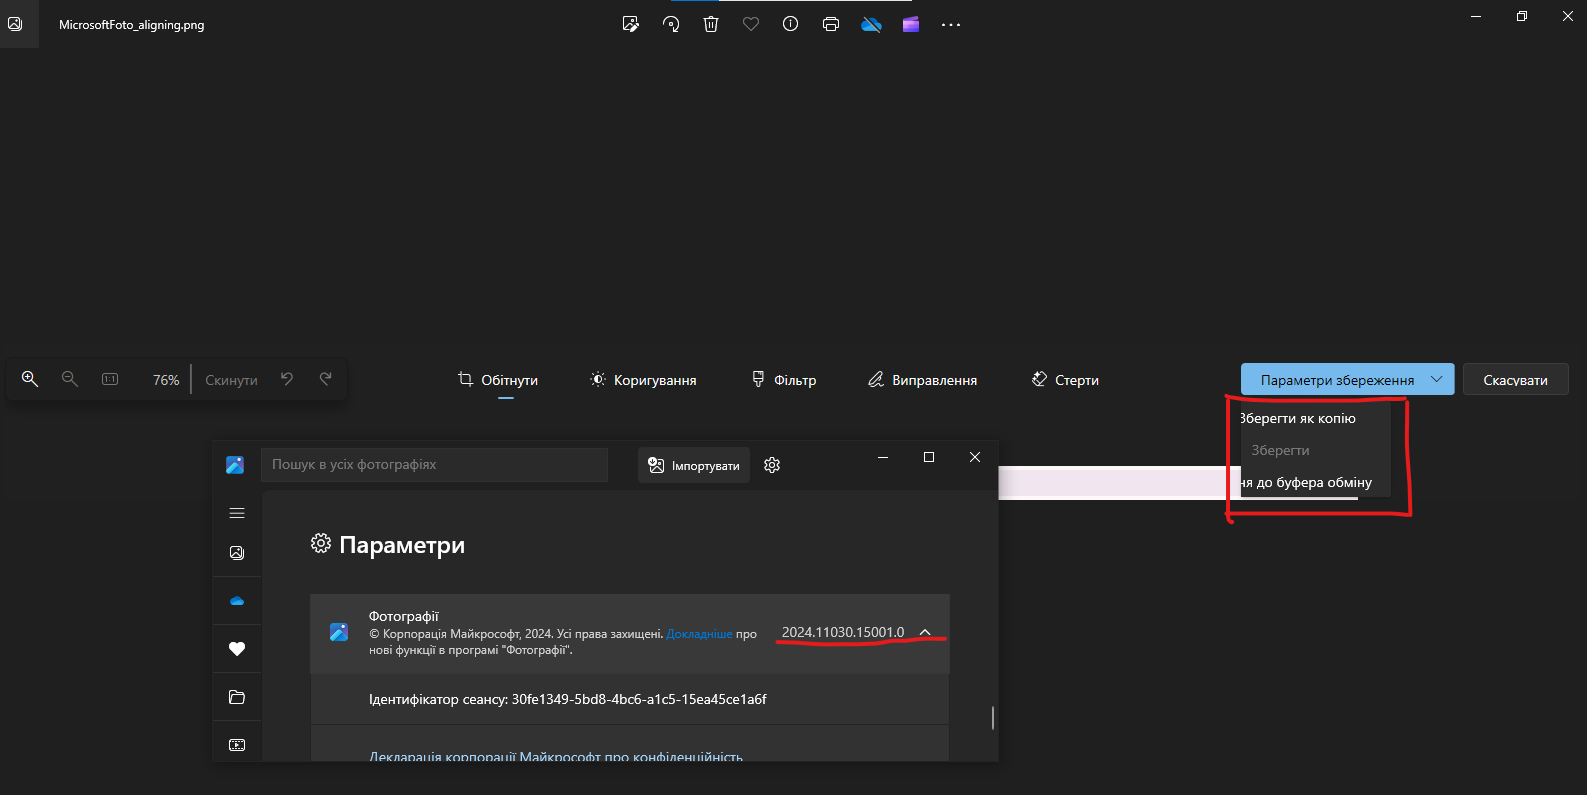 MicrosoftFoto_aligning.png
1:1
76%
Скинути
Обітнути
Коригування
Фільтр
Виправлення
Стерти
Параметри збереження
Скасувати
Зберегти як копію
Зберегти
ня до буфера обміну
Пошук в усіх фотографіях
Імпортувати
Параметри
Фотографії
© Корпорація Майкрософт, 2024. Усі права захищені. Докладніше про
нові функції в програмі "Фотографії".
2024.11030.15001.0
Ідентифікатор сеансу: 30fe1349-5bd8-4bc6-a1c5-15ea45ce1a6f
Декларація корпорації Майкрософт про конфіденційність